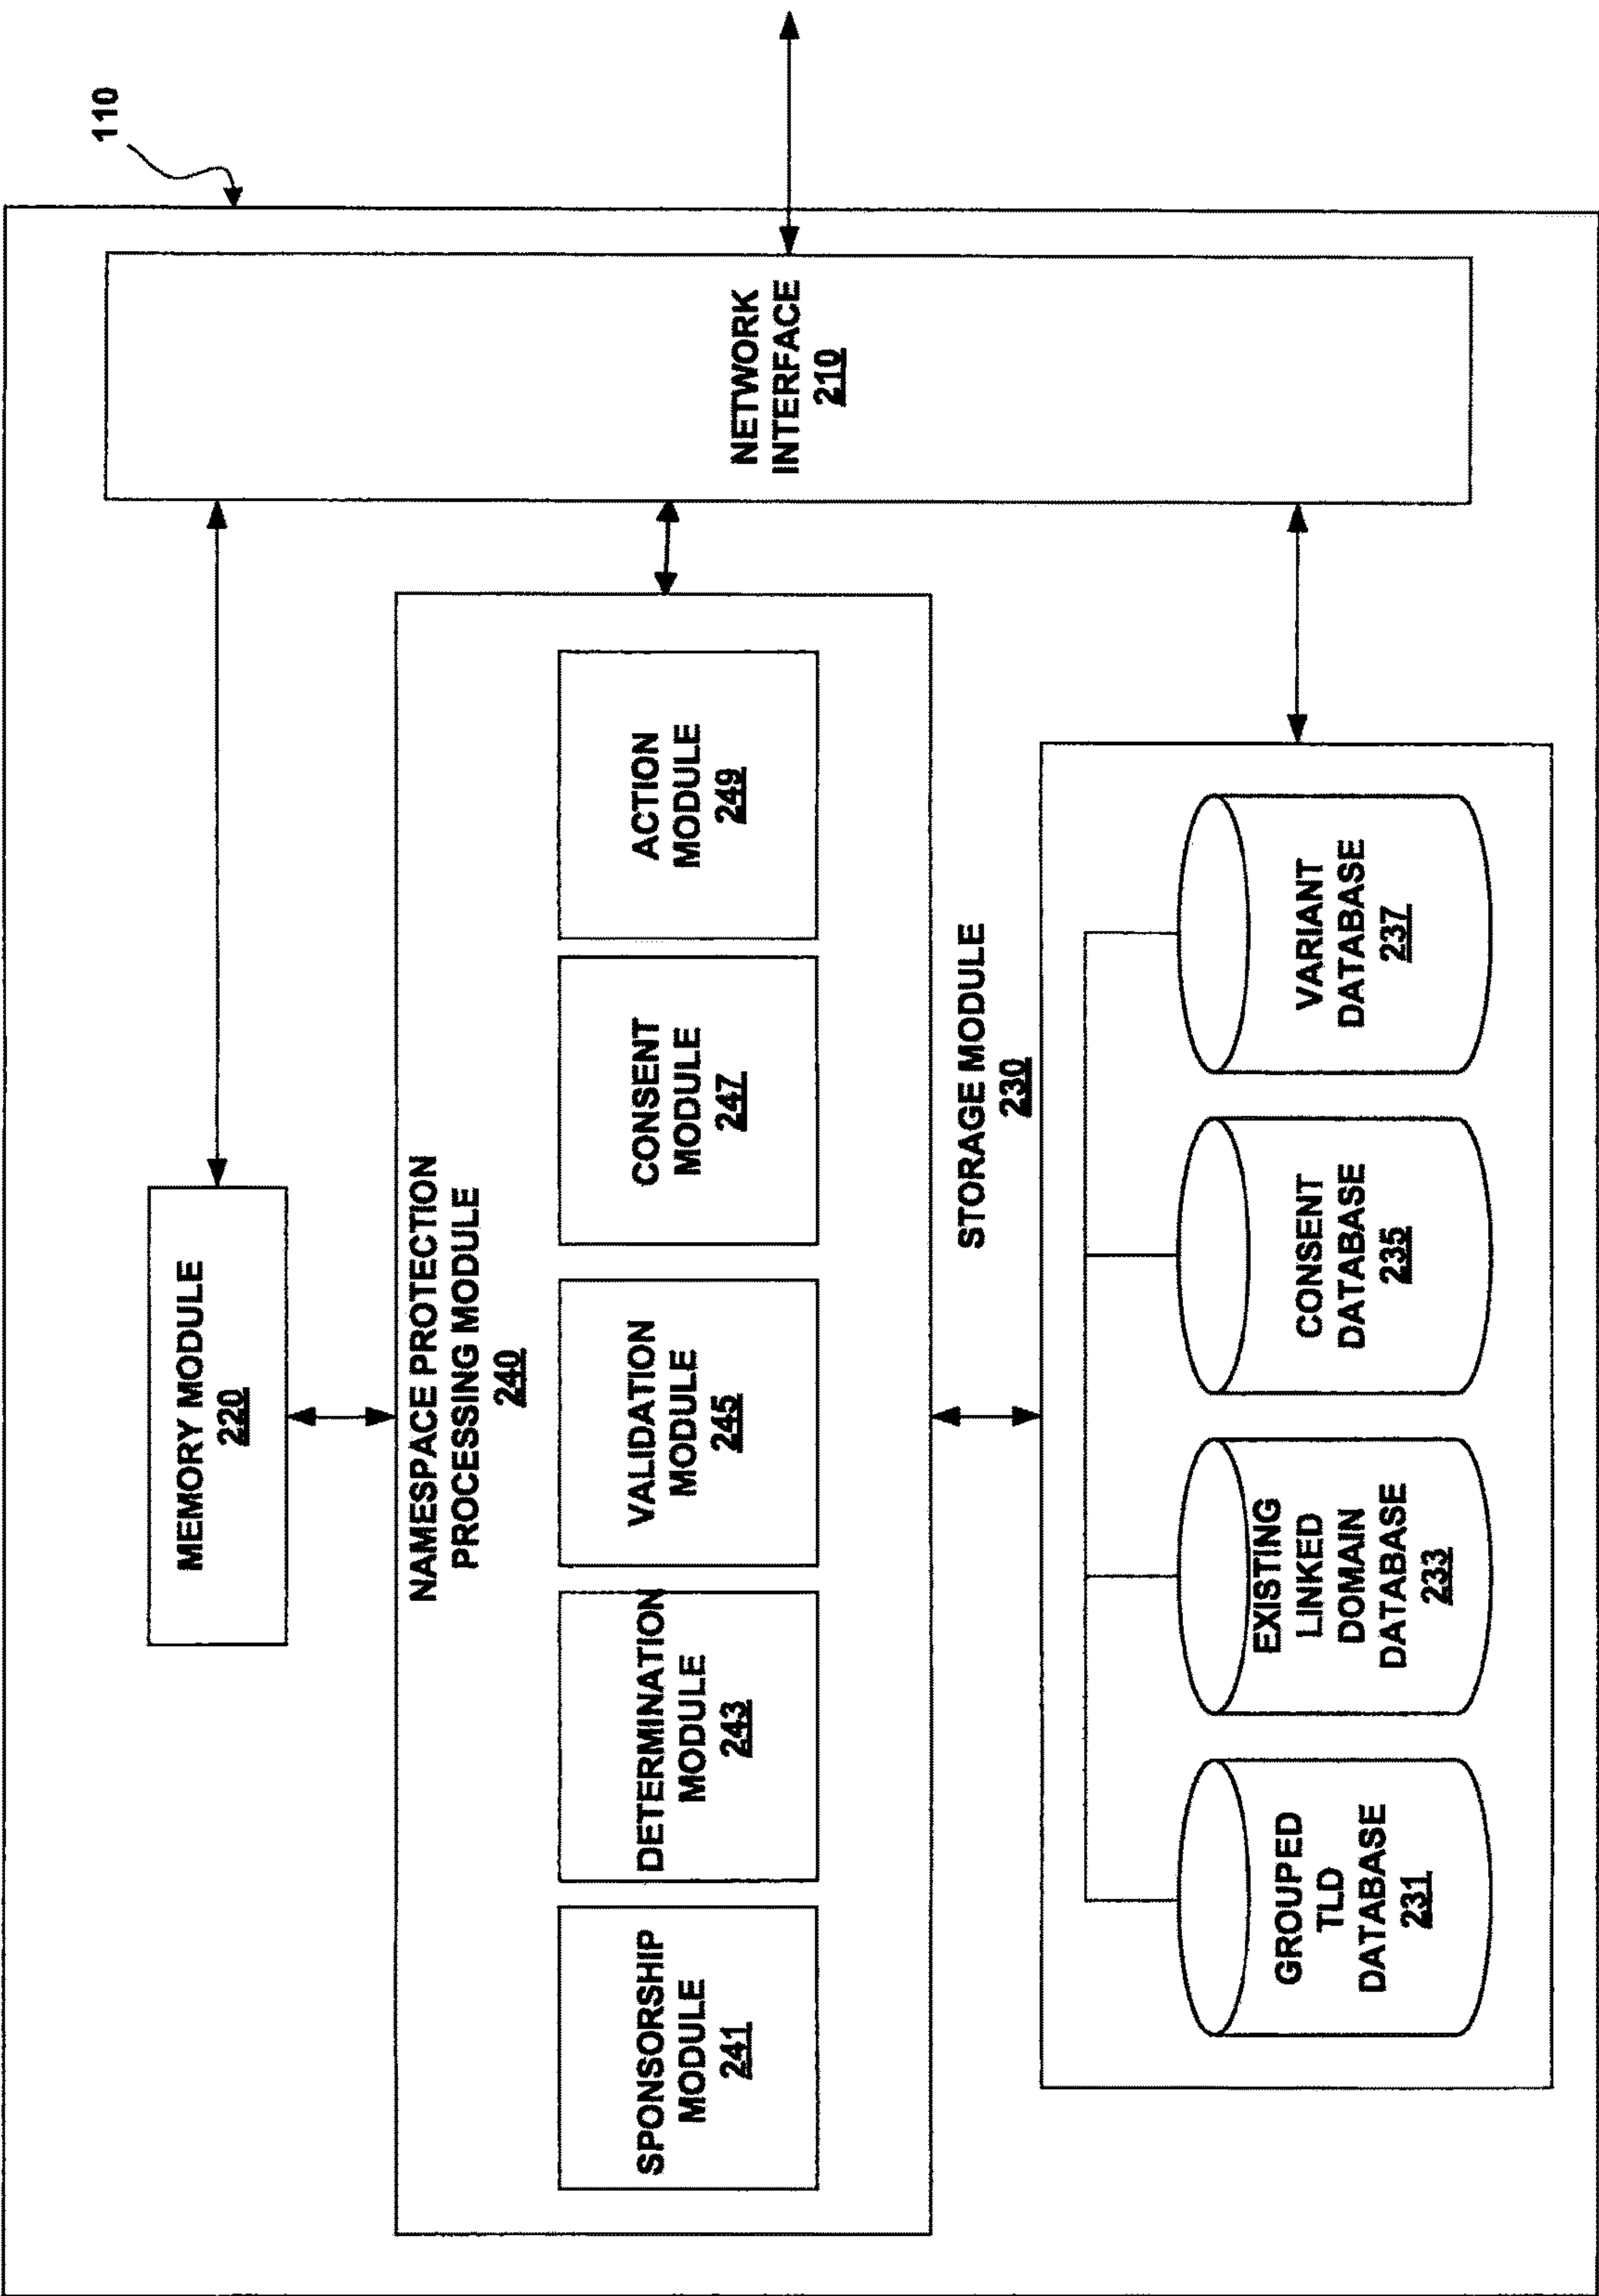 110
MEMORY MODULE
220
NAMESPACE PROTECTION
PROCESSING MODULE
240
SPONSORSHIP
MODULE
241
DETERMINATION
MODULE
243
VALIDATION
MODULE
245
CONSENT
MODULE
247
ACTION
MODULE
249
NETWORK
INTERFACE
210
STORAGE MODULE
230
GROUPED
TLD
DATABASE
231
EXISTING
LINKED
DOMAIN
DATABASE
233
CONSENT
DATABASE
235
VARIANT
DATABASE
237